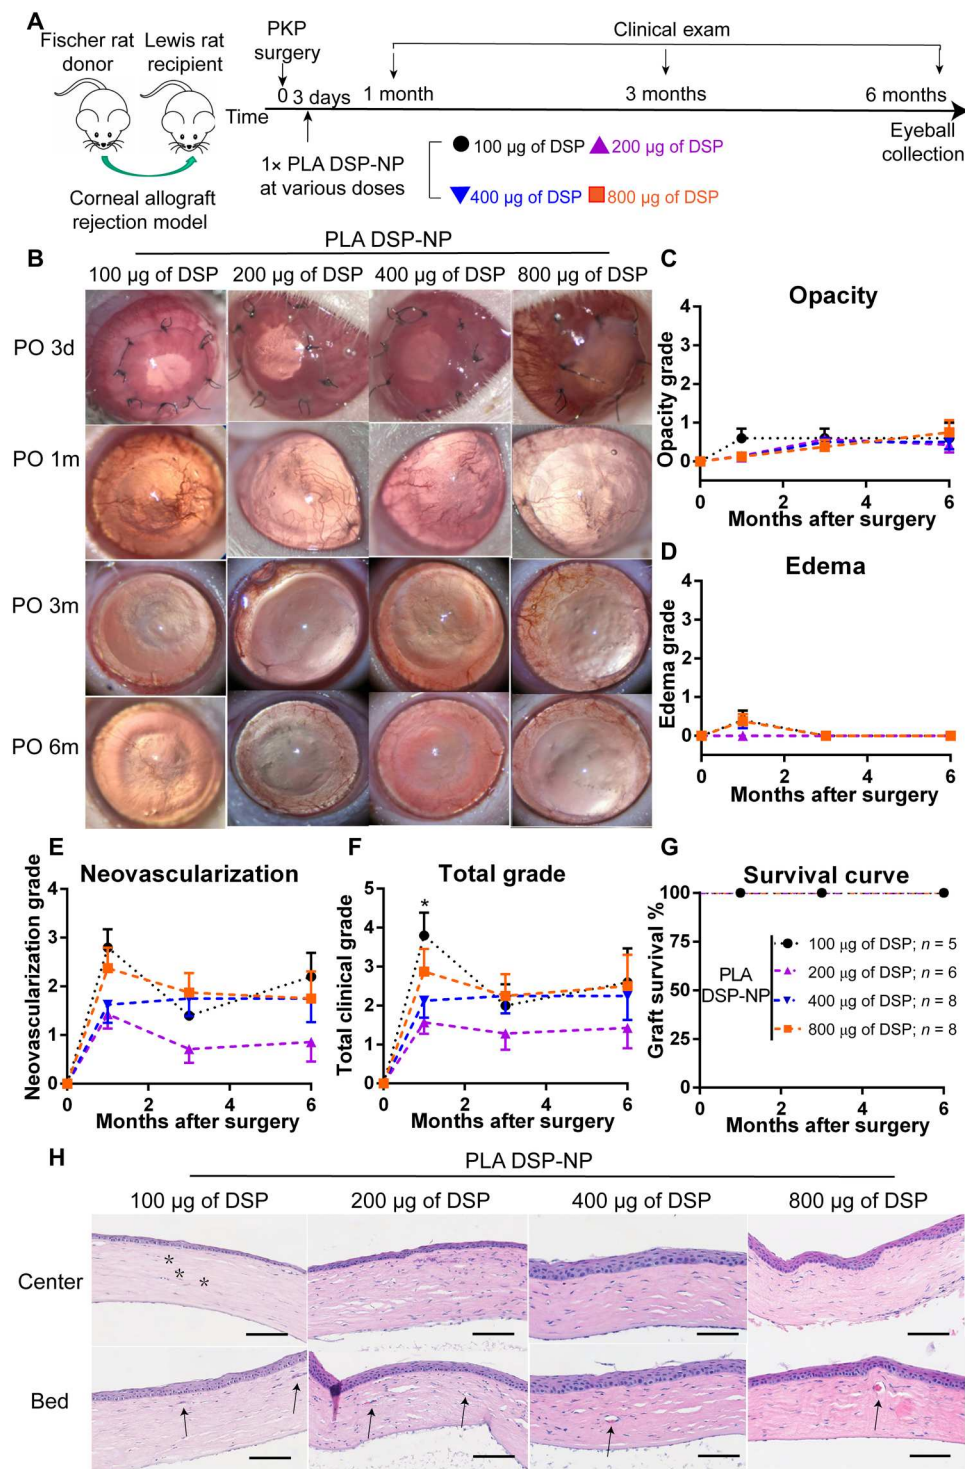 A
Fischer rat
donor
Lewis rat
recipient
Corneal allograft
rejection model
PKP
surgery
Clinical exam
0 3 days 1 month 3 months 6 months
Time
1× PLA DSP-NP
at various doses
100 µg of DSP 200 µg of DSP
400 µg of DSP 800 µg of DSP
Eyeball
collection
B
PLA DSP-NP
100 µg of DSP 200 µg of DSP 400 µg of DSP 800 µg of DSP
PO 3d
PO 1m
PO 3m
PO 6m
C
Opacity
Opacity grade
4
3
2
1
0
0 2 4 6
Months after surgery
D
Edema
Edema grade
4
3
2
1
0
0 2 4 6
Months after surgery
E
Neovascularization
Neovascularization grade
4
3
2
1
0
0 2 4 6
Months after surgery
F
Total grade
Total clinical grade
5
4
3
2
1
0
*
0 2 4 6
Months after surgery
G
Survival curve
Graft survival %
100
75
50
25
0
PLA
DSP-NP
100 µg of DSP; n = 5
200 µg of DSP; n = 6
400 µg of DSP; n = 8
800 µg of DSP; n = 8
0 2 4 6
Months after surgery
H
PLA DSP-NP
100 µg of DSP 200 µg of DSP 400 µg of DSP 800 µg of DSP
Center
* * *
Bed